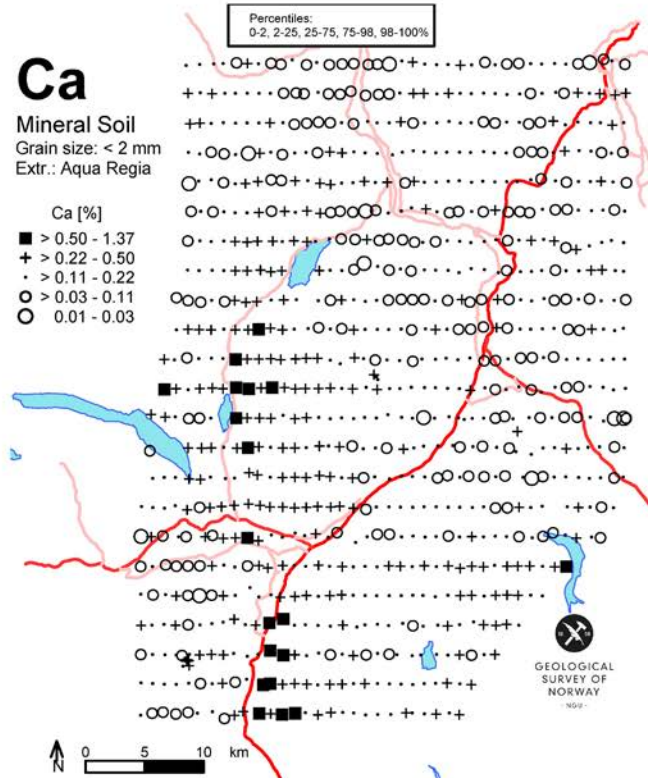 Percentiles:
0-2, 2-25, 25-75, 75-98, 98-100%
Ca
Mineral Soil
Grain size: < 2 mm
Extr.: Aqua Regia
Ca [%]
> 0.50 - 1.37
> 0.22 - 0.50
> 0.11 - 0.22
> 0.03 - 0.11
0.01 - 0.03
GEOLOGICAL
SURVEY OF
NORWAY
- NGU -
N
0 5 10 km